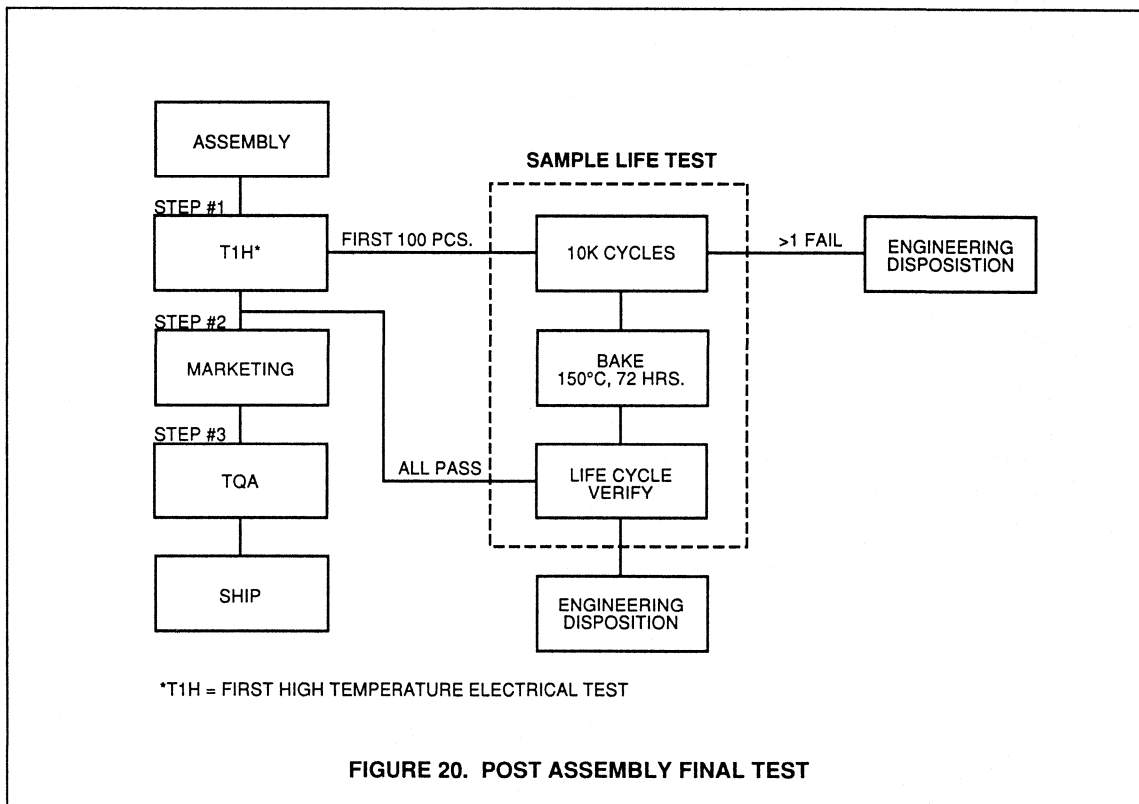 ASSEMBLY
SAMPLE LIFE TEST
STEP #1
T1H*
FIRST 100 PCS.
10K CYCLES
>1 FAIL
ENGINEERING
DISPOSISTION
STEP #2
MARKETING
BAKE
150°C, 72 HRS.
STEP #3
TQA
ALL PASS
LIFE CYCLE
VERIFY
SHIP
ENGINEERING
DISPOSITION
*T1H = FIRST HIGH TEMPERATURE ELECTRICAL TEST
FIGURE 20. POST ASSEMBLY FINAL TEST